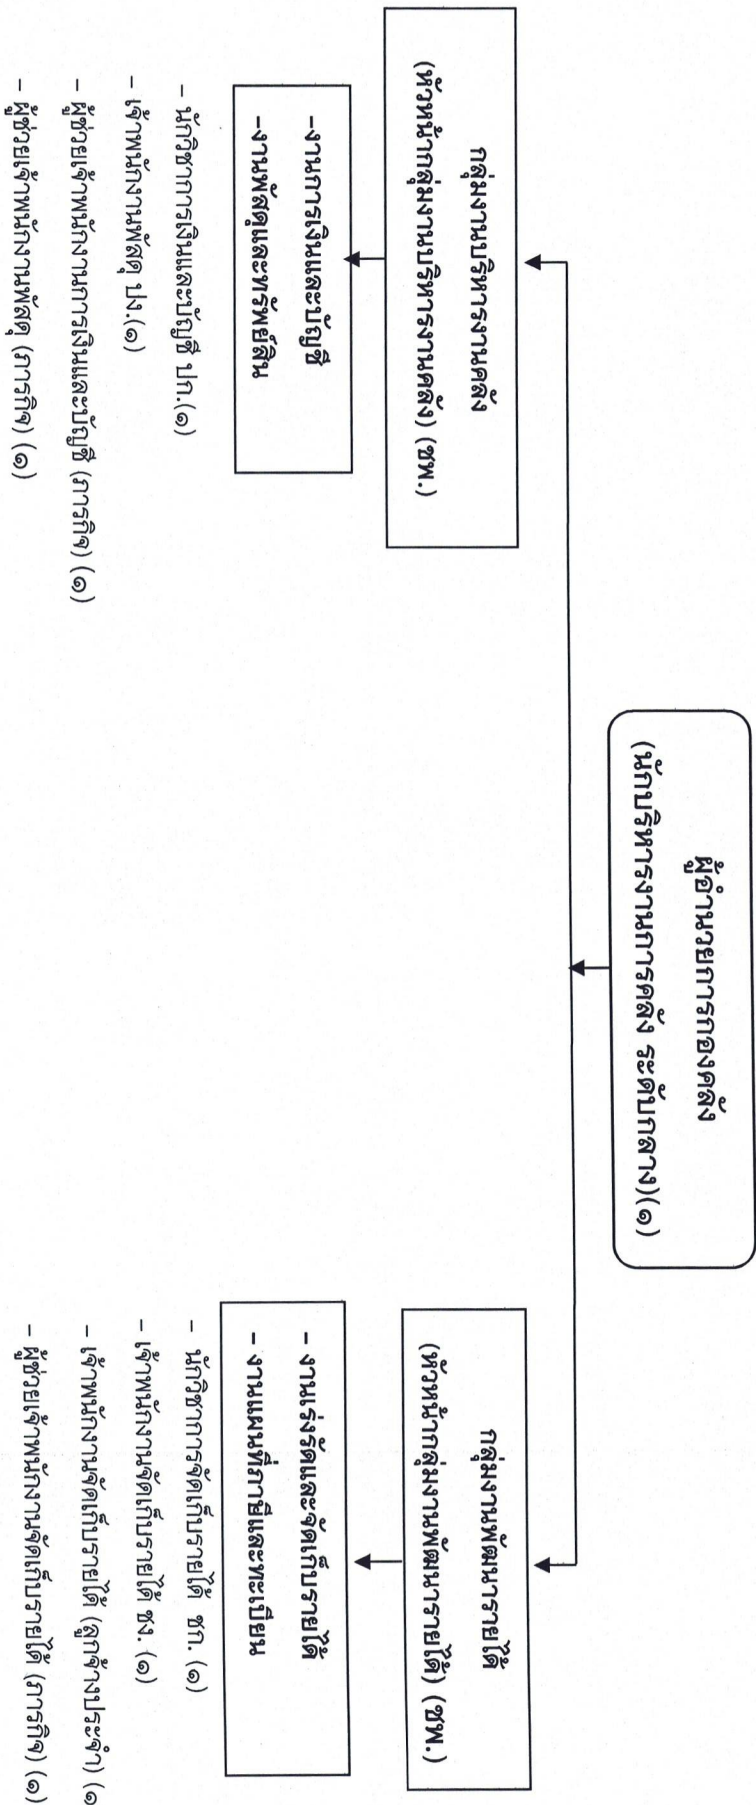 ผู้อำนวยการกองคลัง
(นักบริหารงานการคลัง ระดับกลาง)(๑)
กลุ่มงานบริหารงานคลัง
(หัวหน้ากลุ่มงานบริหารงานคลัง) (ชพ.)
-งานการเงินและบัญชี
-งานพัสดุและทรัพย์สิน
- นักวิชาการเงินและบัญชี ปก.(๑)
- เจ้าพนักงานพัสดุ ปง.(๑)
- ผู้ช่วยเจ้าพนักงานการเงินและบัญชี (ภารกิจ) (๑)
- ผู้ช่วยเจ้าพนักงานพัสดุ (ภารกิจ) (๑)
กลุ่มงานพัฒนารายได้
(หัวหน้ากลุ่มงานพัฒนารายได้) (ชพ.)
- งานเร่งรัดและจัดเก็บรายได้
- งานแผนที่ภาษีและทะเบียน
- นักวิชาการจัดเก็บรายได้ ชก. (๑)
- เจ้าพนักงานจัดเก็บรายได้ ชง. (๑)
- เจ้าพนักงานจัดเก็บรายได้ (ลูกจ้างประจำ) (๑
- ผู้ช่วยเจ้าพนักงานจัดเก็บรายได้ (ภารกิจ) (๑)